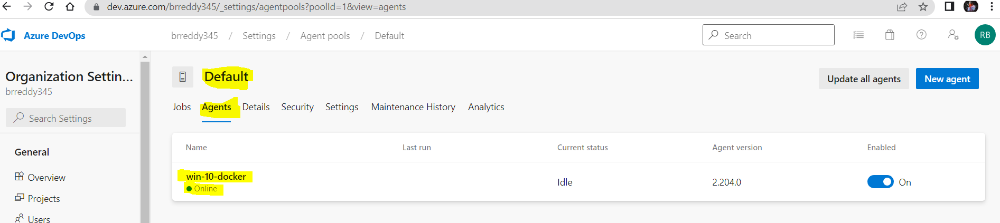 dev.azure.com/brreddy345/_settings/agentpools?poolId=1&view=agents
Azure DevOps
brreddy345 / Settings / Agent pools / Default
Search
RB
Organization Settin...
brreddy345
Search Settings
General
Overview
Projects
Users
Default
Update all agents
New agent
Jobs Agents Details Security Settings Maintenance History Analytics
Name Last run Current status Agent version Enabled
win-10-docker
Online
Idle 2.204.0 On